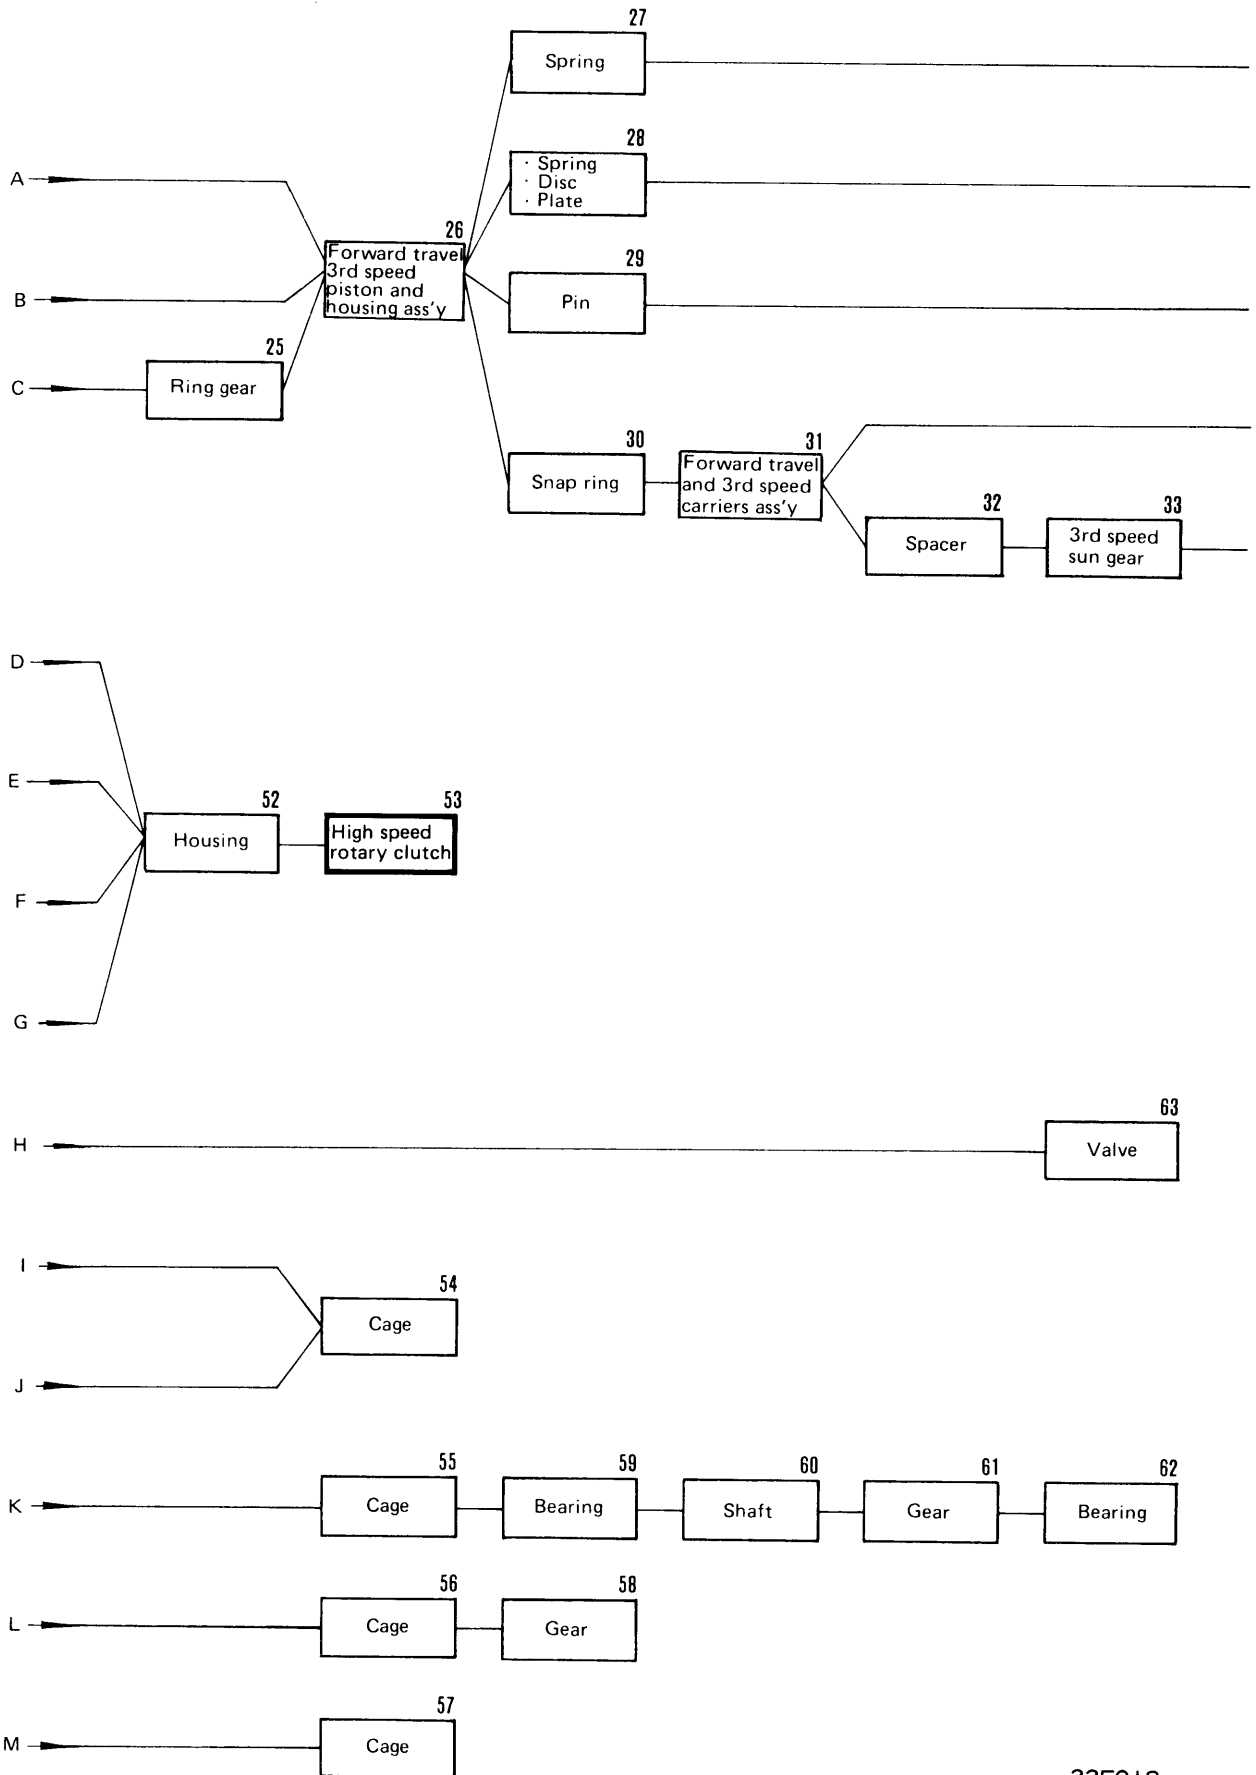 27
Spring
28
· Spring
· Disc
· Plate
A
26
Forward travel
3rd speed
piston and
housing ass'y
29
Pin
B
25
Ring gear
C
30
Snap ring
31
Forward travel
and 3rd speed
carriers ass'y
32
Spacer
33
3rd speed
sun gear
D
E
52
Housing
53
High speed
rotary clutch
F
G
H
63
Valve
I
54
Cage
J
K
55
Cage
59
Bearing
60
Shaft
61
Gear
62
Bearing
L
56
Cage
58
Gear
M
57
Cage